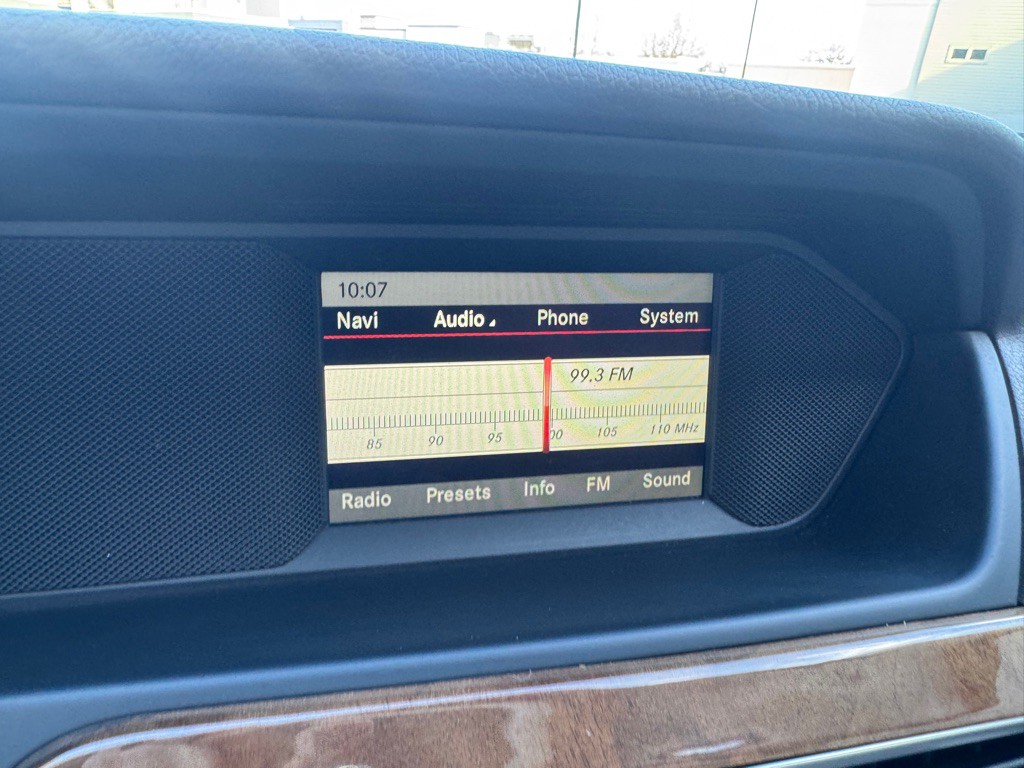 10:07
Navi Audio Phone System
99.3 FM
85 90 95 00 105 110 MHz
Radio Presets Info FM Sound